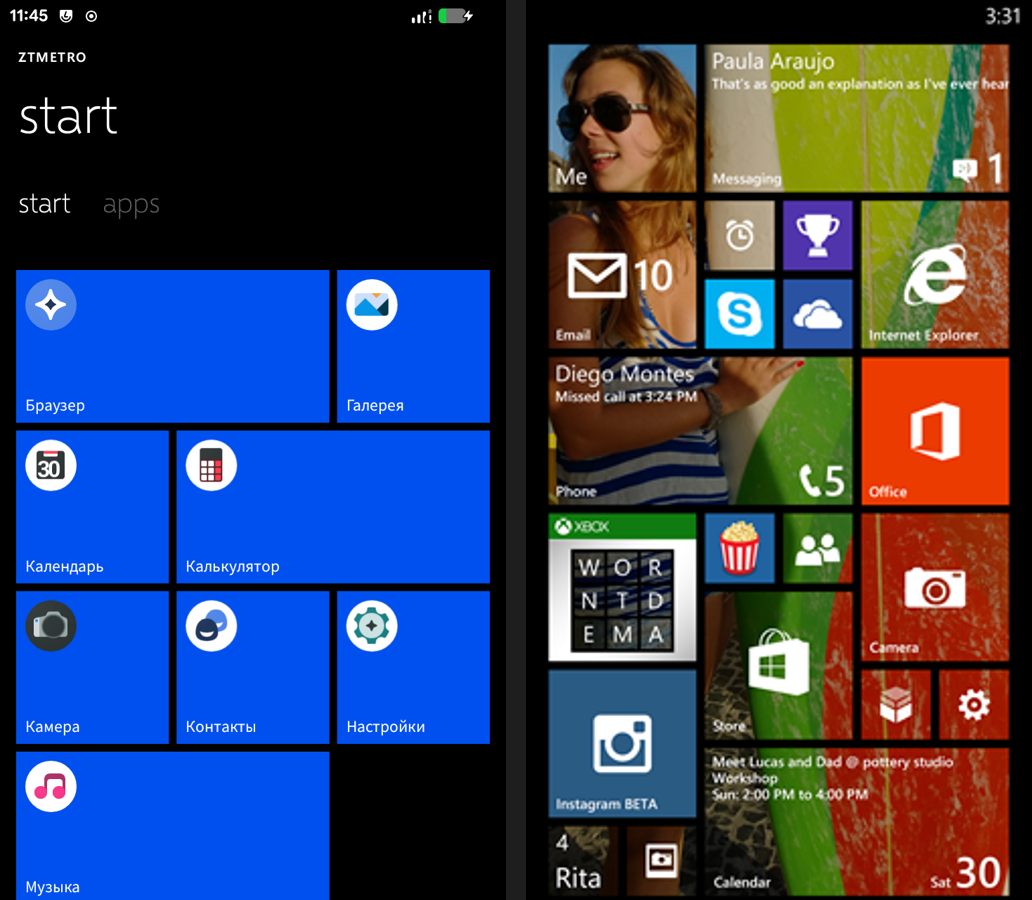 11:45
ZTMETRO
start
start apps
Браузер
Галерея
30
Календарь
Калькулятор
Камера
Контакты
Настройки
Музыка
3:31
Me
Paula Araujo
That's as good an explanation as I've ever hear
Messaging
1
10
Email
S
Internet Explorer
Diego Montes
Missed call at 3:24 PM
Phone
5
Office
XBOX
W O R
N T D
E M A
Camera
Store
Instagram BETA
Meet Lucas and Dad @ pottery studio
Workshop
Sun: 2:00 PM to 4:00 PM
4
Rita
Calendar
Sat 30